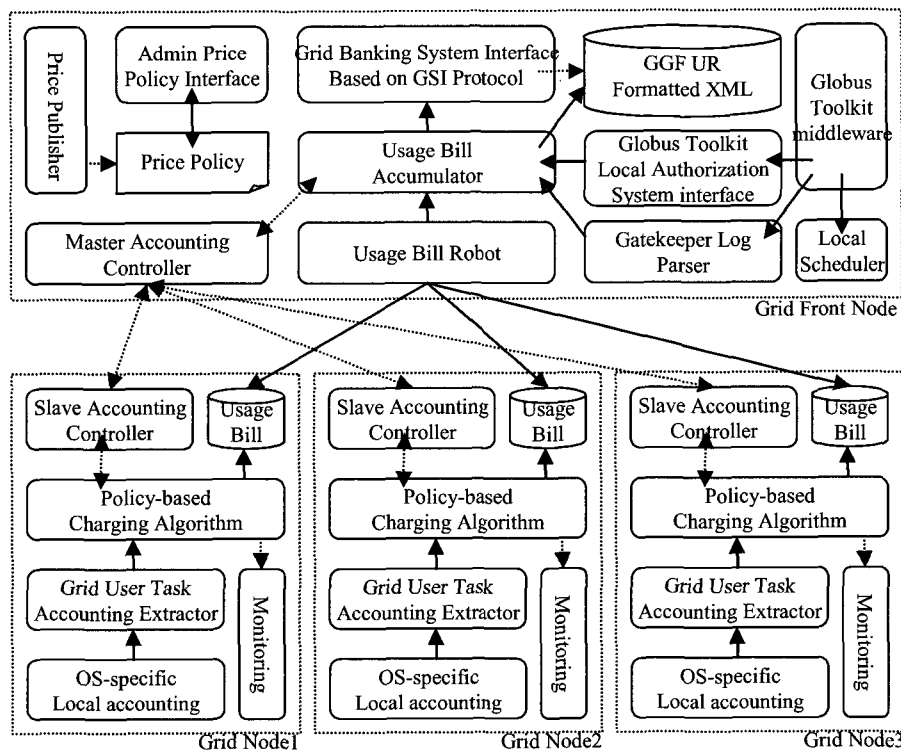 Price Publisher
Admin Price
Policy Interface
Price Policy
Grid Banking System Interface
Based on GSI Protocol
GGF UR
Formatted XML
Globus
Toolkit
middleware
Usage Bill
Accumulator
Globus Toolkit
Local Authorization
System interface
Master Accounting
Controller
Usage Bill Robot
Gatekeeper Log
Parser
Local
Scheduler
Grid Front Node
Slave Accounting
Controller
Usage
Bill
Policy-based
Charging Algorithm
Grid User Task
Accounting Extractor
OS-specific
Local accounting
Monitoring
Grid Node1
Slave Accounting
Controller
Usage
Bill
Policy-based
Charging Algorithm
Grid User Task
Accounting Extractor
OS-specific
Local accounting
Monitoring
Grid Node2
Slave Accounting
Controller
Usage
Bill
Policy-based
Charging Algorithm
Grid User Task
Accounting Extractor
OS-specific
Local accounting
Monitoring
Grid Node3